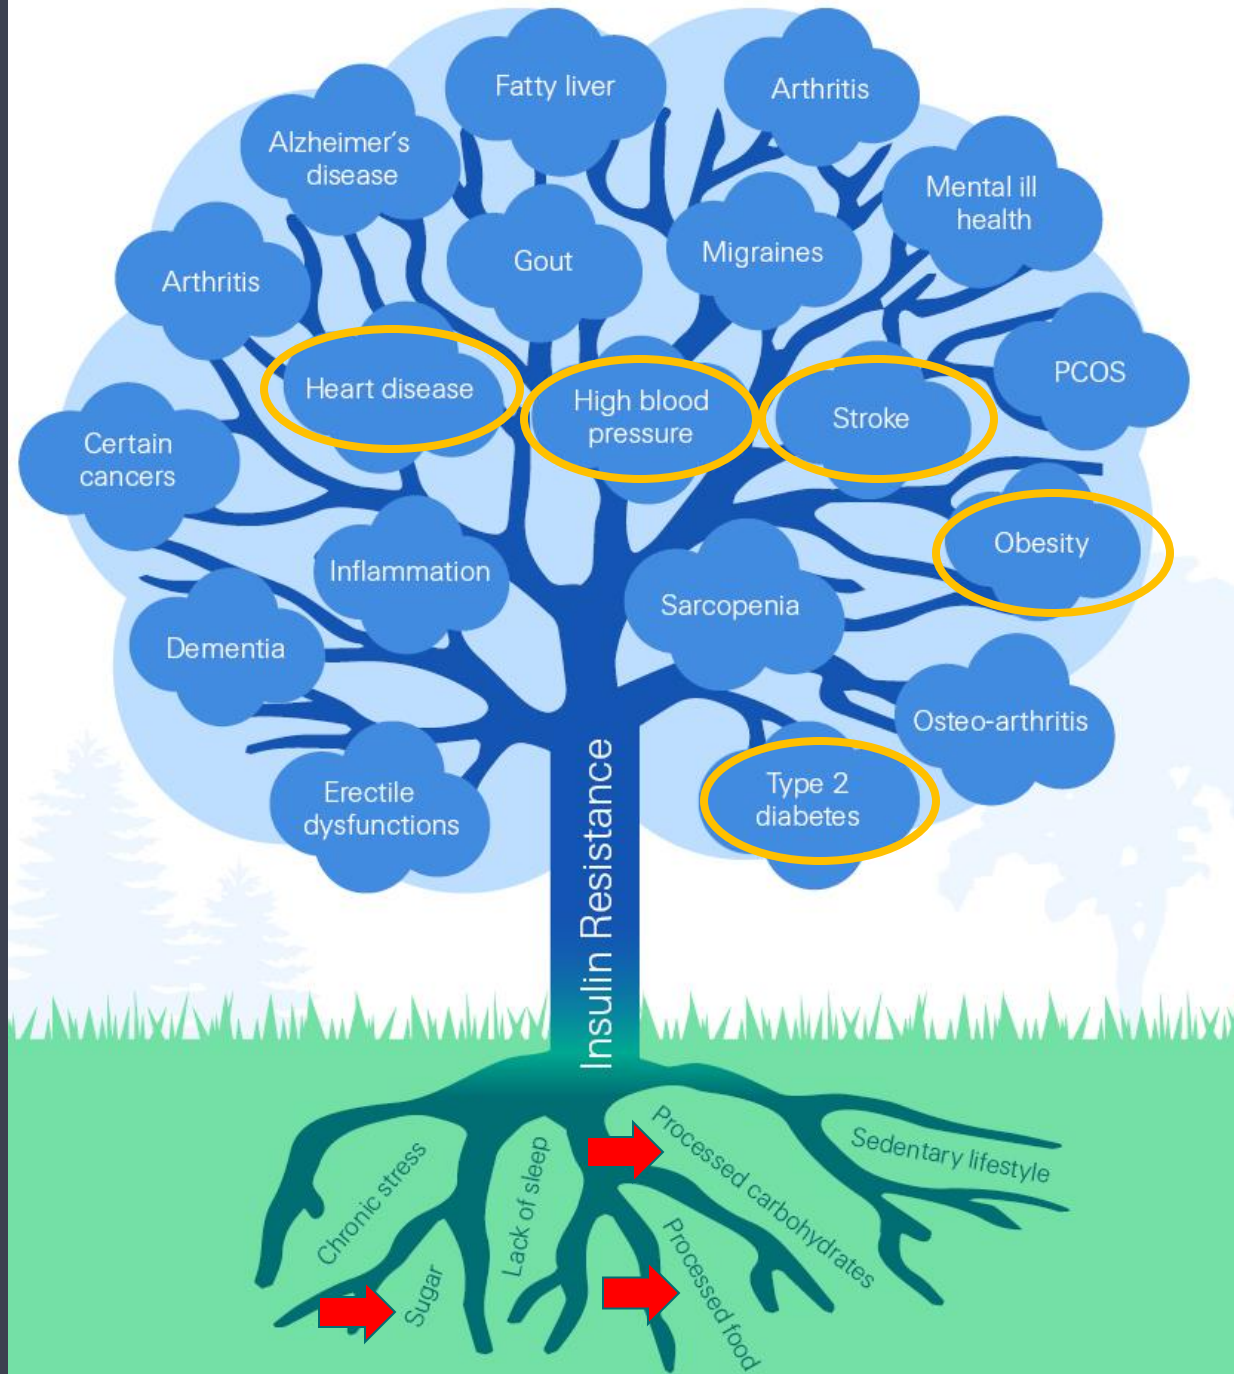 Fatty liver
Arthritis
Alzheimer's
disease
Mental ill
health
Gout
Migraines
Arthritis
Heart disease
High blood
pressure
Stroke
PCOS
Certain
cancers
Inflammation
Sarcopenia
Obesity
Dementia
Osteo-arthritis
Erectile
dysfunctions
Type 2
diabetes
Insulin Resistance
Chronic stress
Sugar
Lack of sleep
Processed carbohydrates
Processed food
Sedentary lifestyle